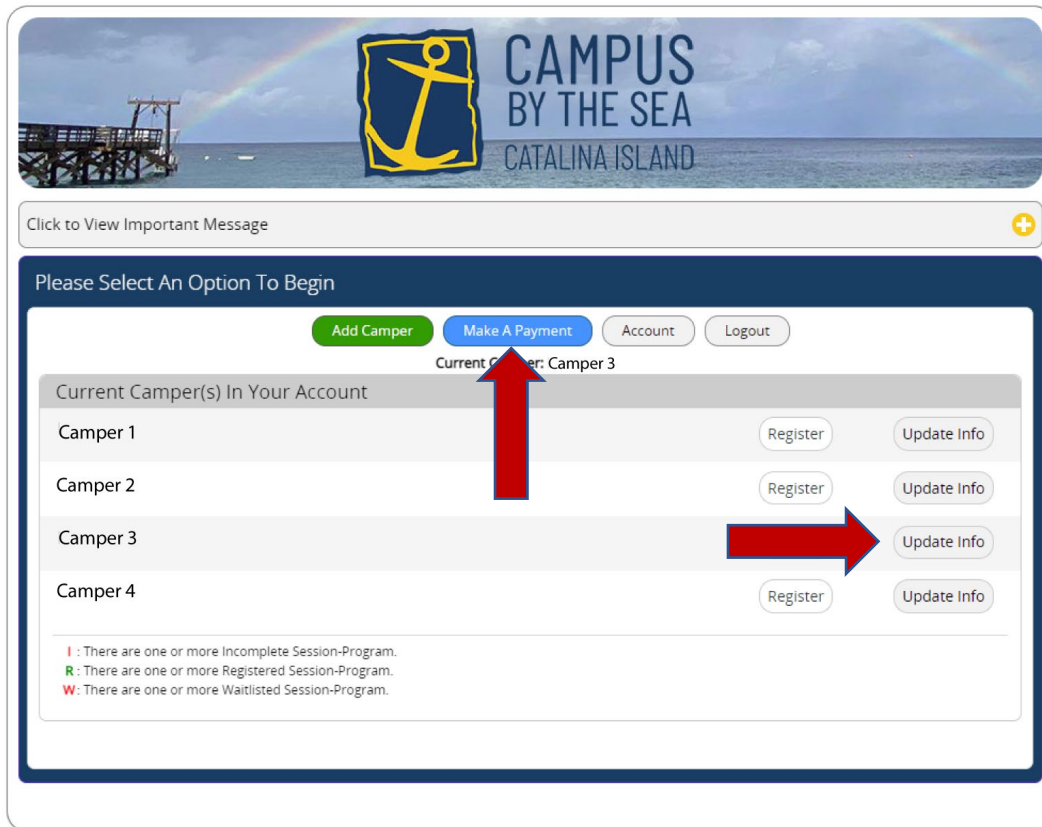 CAMPUS
BY THE SEA
CATALINA ISLAND
Click to View Important Message
Please Select An Option To Begin
Add Camper Make A Payment Account Logout
Current er: Camper 3
Current Camper(s) In Your Account
Camper 1 Register Update Info
Camper 2 Register Update Info
Camper 3 Update Info
Camper 4 Register Update Info
I : There are one or more Incomplete Session-Program.
R : There are one or more Registered Session-Program.
W : There are one or more Waitlisted Session-Program.